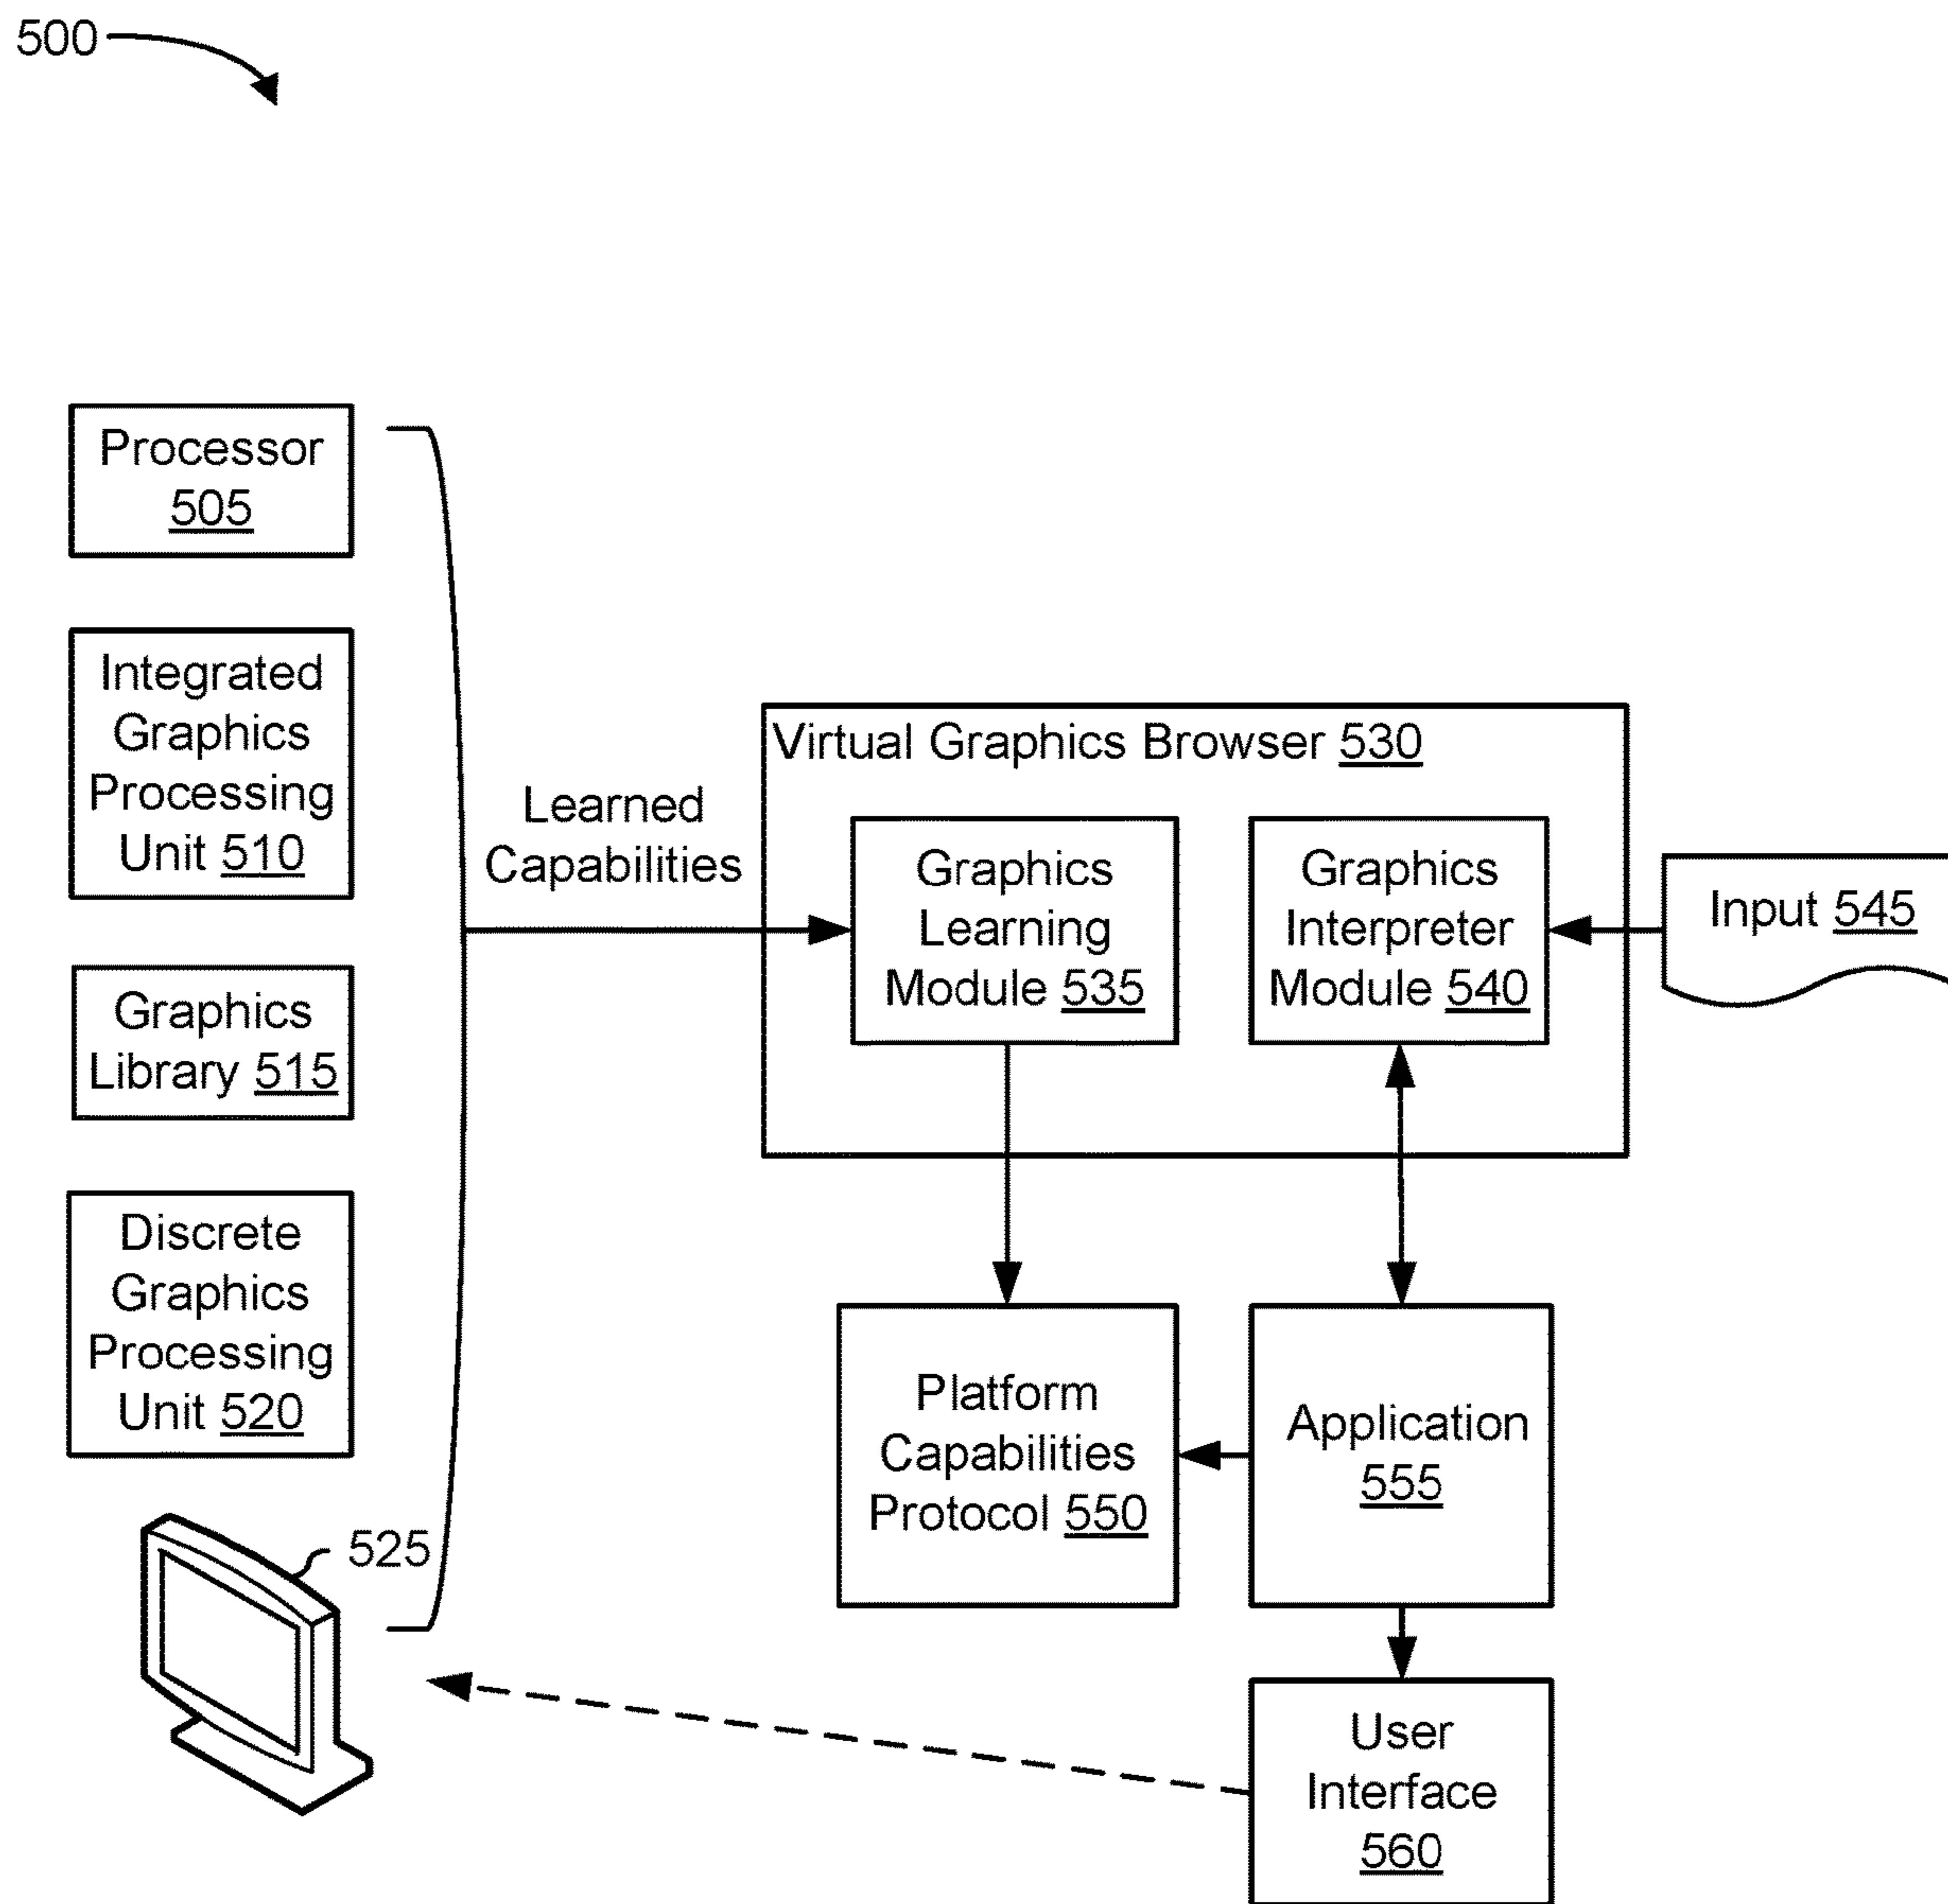 500
Processor
505
Integrated
Graphics
Processing
Unit 510
Graphics
Library 515
Discrete
Graphics
Processing
Unit 520
525
Learned
Capabilities
Virtual Graphics Browser 530
Graphics
Learning
Module 535
Graphics
Interpreter
Module 540
Input 545
Platform
Capabilities
Protocol 550
Application
555
User
Interface
560